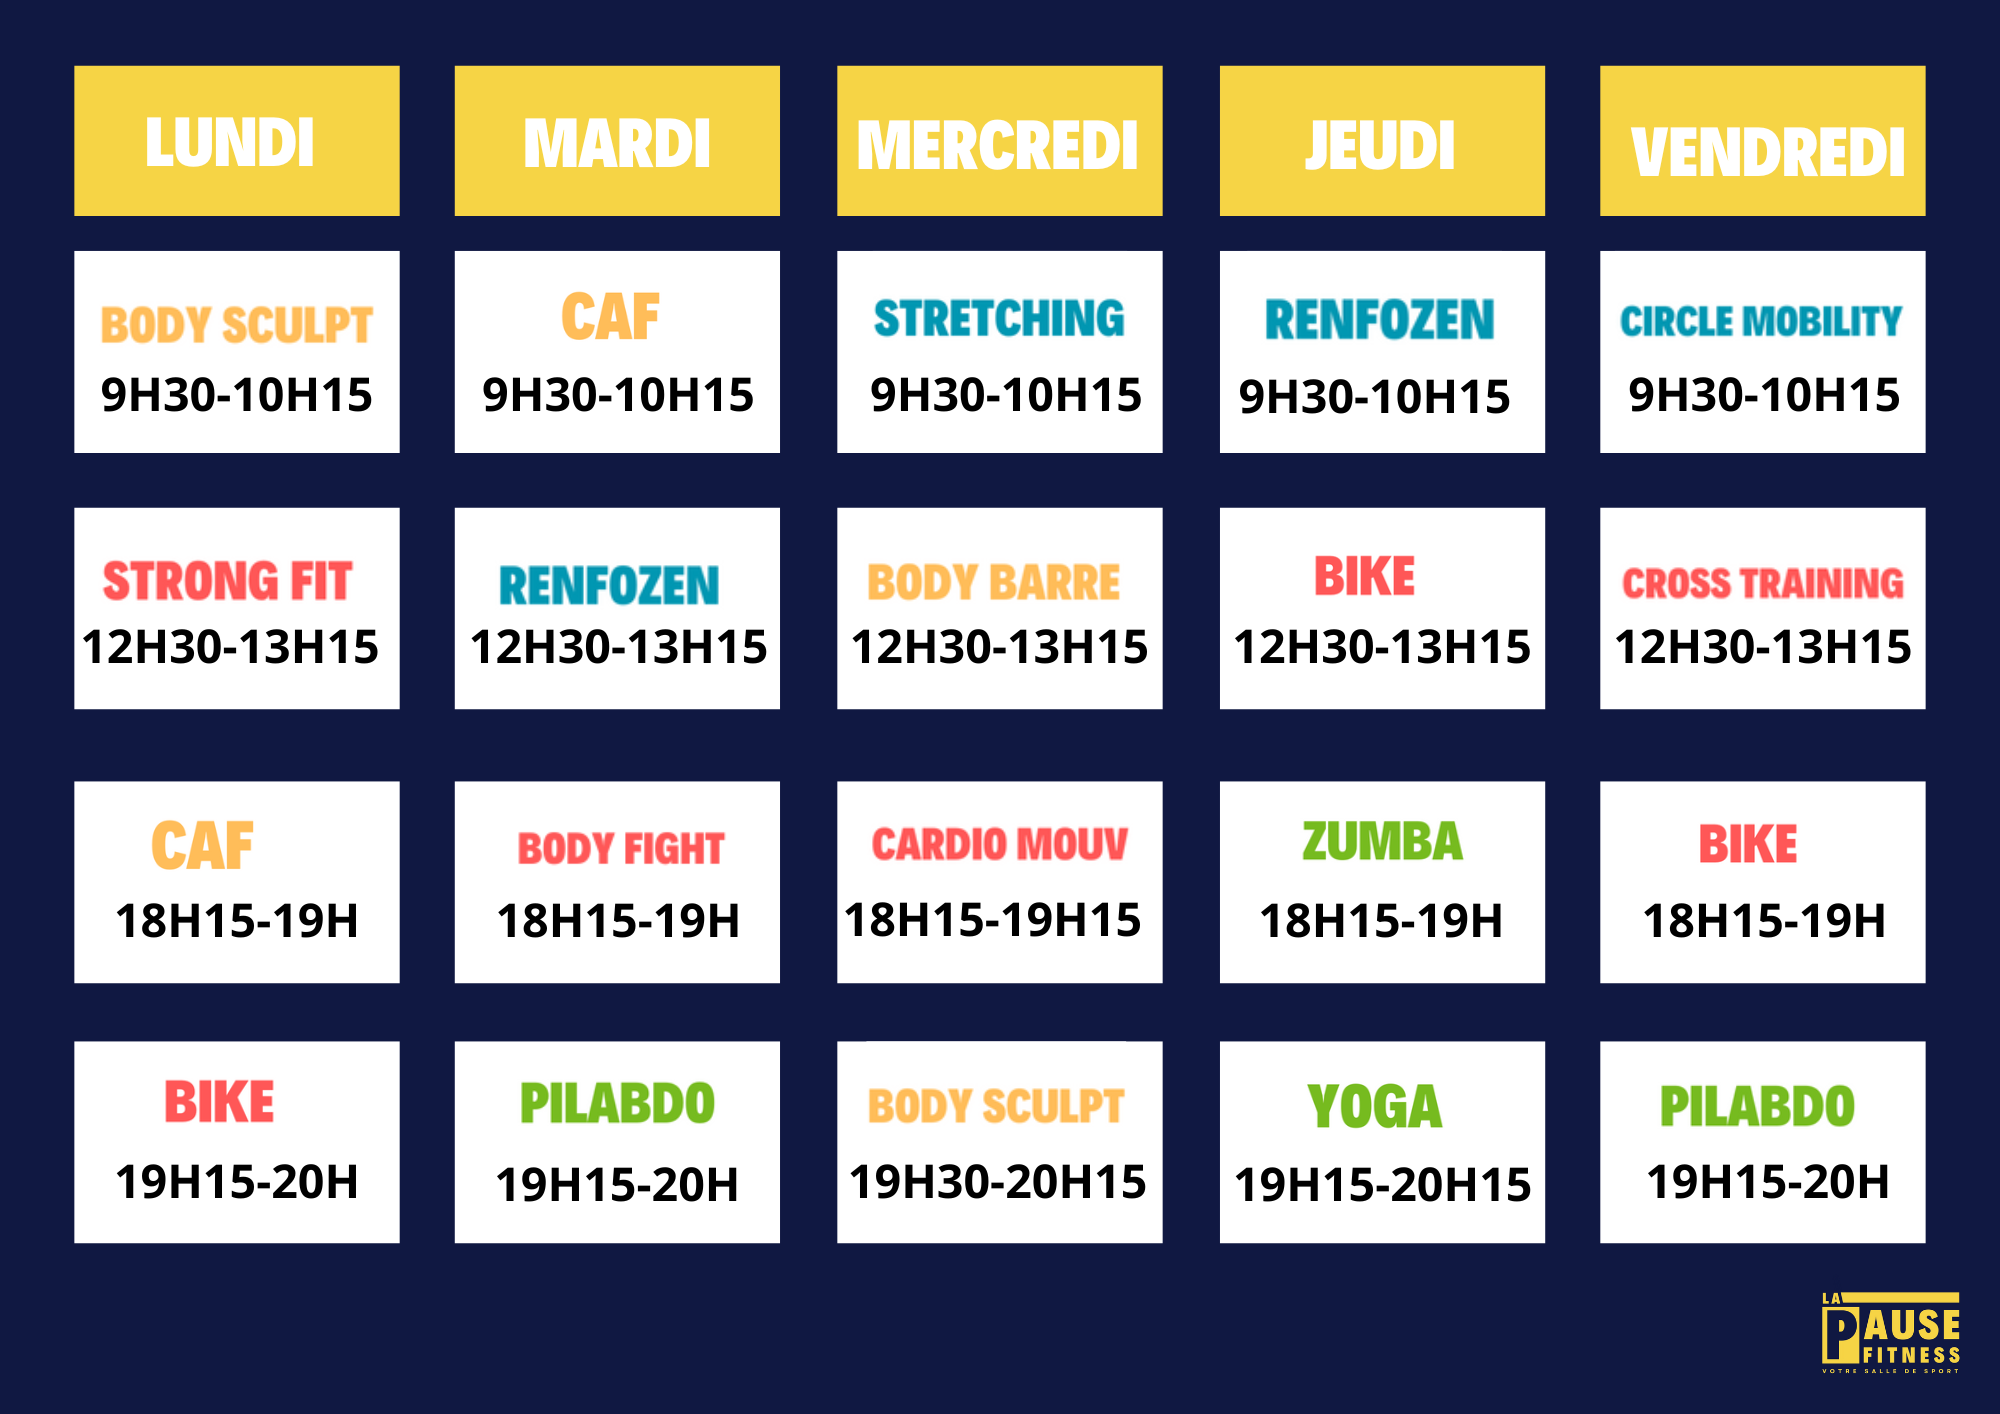 LUNDI
MARDI
MERCREDI
JEUDI
VENDREDI
BODY SCULPT
9H30-10H15
CAF
9H30-10H15
STRETCHING
9H30-10H15
RENFOZEN
9H30-10H15
CIRCLE MOBILITY
9H30-10H15
STRONG FIT
12H30-13H15
RENFOZEN
12H30-13H15
BODY BARRE
12H30-13H15
BIKE
12H30-13H15
CROSS TRAINING
12H30-13H15
CAF
18H15-19H
BODY FIGHT
18H15-19H
CARDIO MOUV
18H15-19H15
ZUMBA
18H15-19H
BIKE
18H15-19H
BIKE
19H15-20H
PILABDO
19H15-20H
BODY SCULPT
19H30-20H15
YOGA
19H15-20H15
PILABDO
19H15-20H
LA
PAUSE
FITNESS
VOTRE SALLE DE SPORT